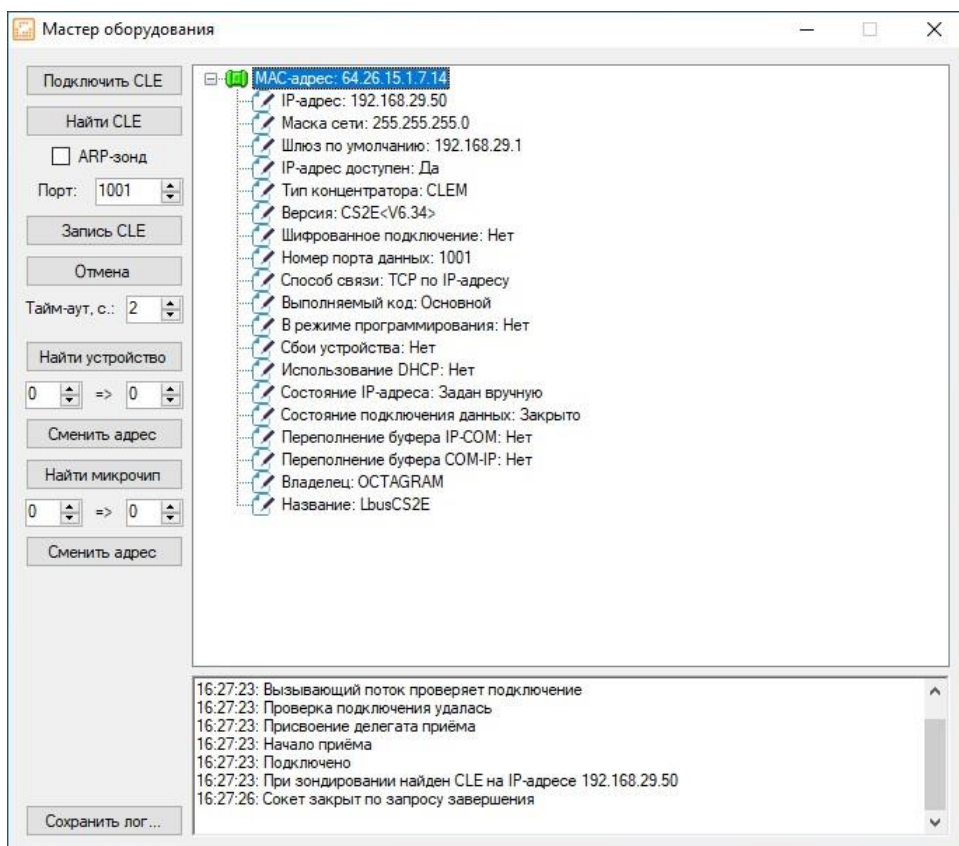 Мастер оборудования
Подключить CLE
Найти CLE
ARP-зонд
Порт: 1001
Запись CLE
Отмена
Тайм-аут, с.: 2
Найти устройство
0 => 0
Сменить адрес
Найти микрочип
0 => 0
Сменить адрес
Сохранить лог...
MAC-адрес: 64.26.15.1.7.14
IP-адрес: 192.168.29.50
Маска сети: 255.255.255.0
Шлюз по умолчанию: 192.168.29.1
IP-адрес доступен: Да
Тип концентратора: CLEM
Версия: CS2E<V6.34>
Шифрованное подключение: Нет
Номер порта данных: 1001
Способ связи: TCP по IP-адресу
Выполняемый код: Основной
В режиме программирования: Нет
Сбои устройства: Нет
Использование DHCP: Нет
Состояние IP-адреса: Задан вручную
Состояние подключения данных: Закрыто
Переполнение буфера IP-COM: Нет
Переполнение буфера COM-IP: Нет
Владелец: OCTAGRAM
Название: LbusCS2E
16:27:23: Вызывающий поток проверяет подключение
16:27:23: Проверка подключения удалась
16:27:23: Присвоение делегата приёма
16:27:23: Начало приёма
16:27:23: Подключено
16:27:23: При зондировании найден CLE на IP-адресе 192.168.29.50
16:27:26: Сокет закрыт по запросу завершения